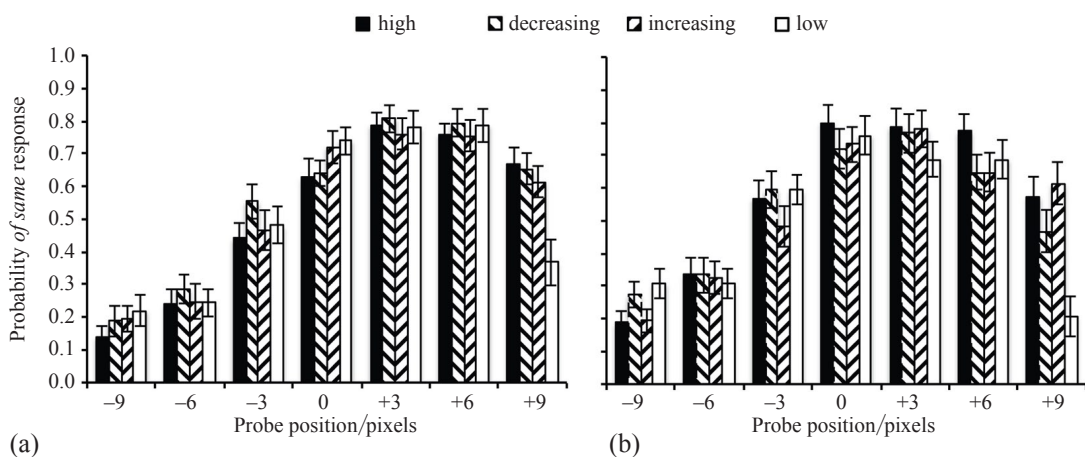 high decreasing increasing low
Probability of same response
1.0
0.9
0.8
0.7
0.6
0.5
0.4
0.3
0.2
0.1
0.0
–9 –6 –3 0 +3 +6 +9
Probe position/pixels
(a)
–9 –6 –3 0 +3 +6 +9
Probe position/pixels
(b)